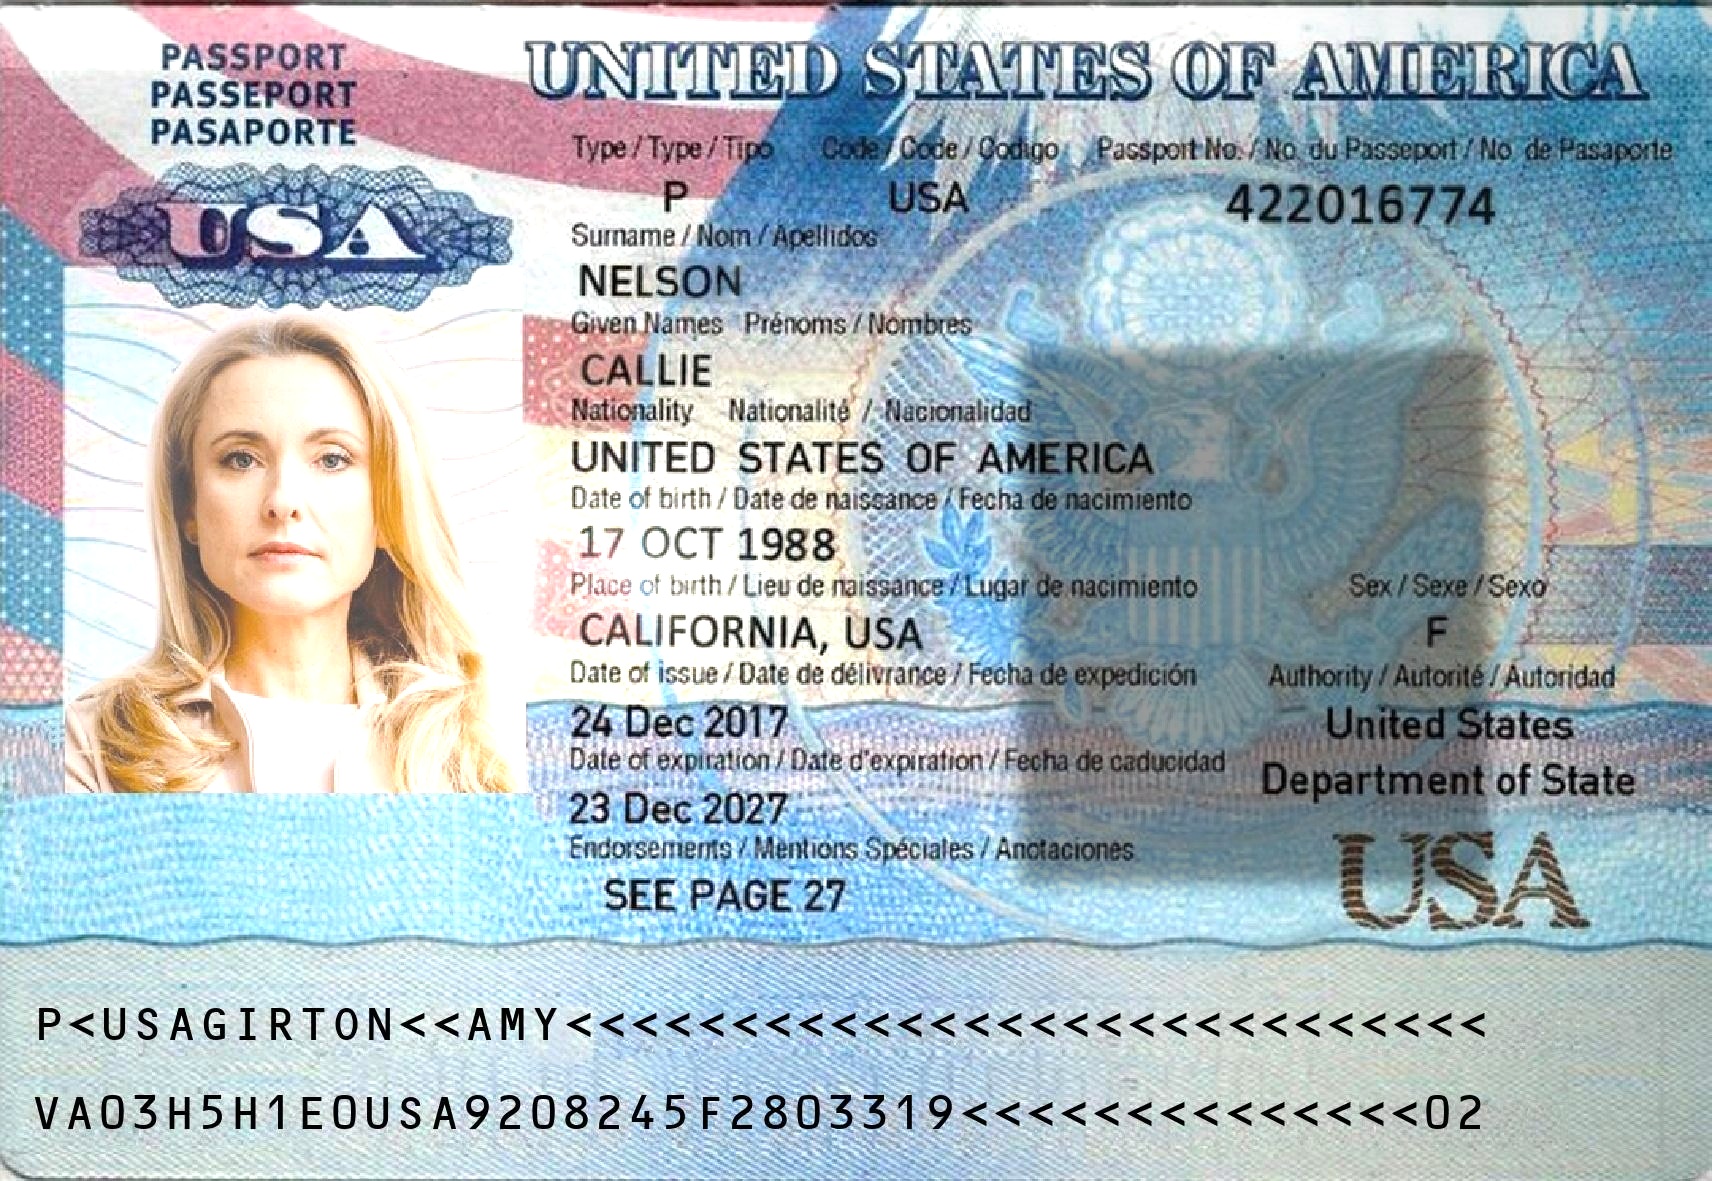 PASSPORT
PASSEPORT
PASAPORTE
USA
UNITED STATES OF AMERICA
Type / Type / Tipo Code / Code / Codigo Passport No. / No. du Passeport / No de Pasaporte
P USA 422016774
Surname / Nom / Apellidos
NELSON
Given Names Prénoms / Nombres
CALLIE
Nationality Nationalité / Nacionalidad
UNITED STATES OF AMERICA
Date of birth / Date de naissance / Fecha de nacimiento
17 OCT 1988
Place of birth / Lieu de naissance / Lugar de nacimiento Sex / Sexe / Sexo
CALIFORNIA, USA F
Date of issue / Date de délivrance / Fecha de expedición Authority / Autorité / Autoridad
24 Dec 2017 United States
Date of expiration / Date d'expiration / Fecha de caducidad Department of State
23 Dec 2027
Endorsements / Mentions Spéciales / Anotaciones USA
SEE PAGE 27
P<USAGIRTON<<AMY<<<<<<<<<<<<<<<<<<<<<<<<<<<<
VA03H5H1E0USA9208245F2803319<<<<<<<<<<<<<<02